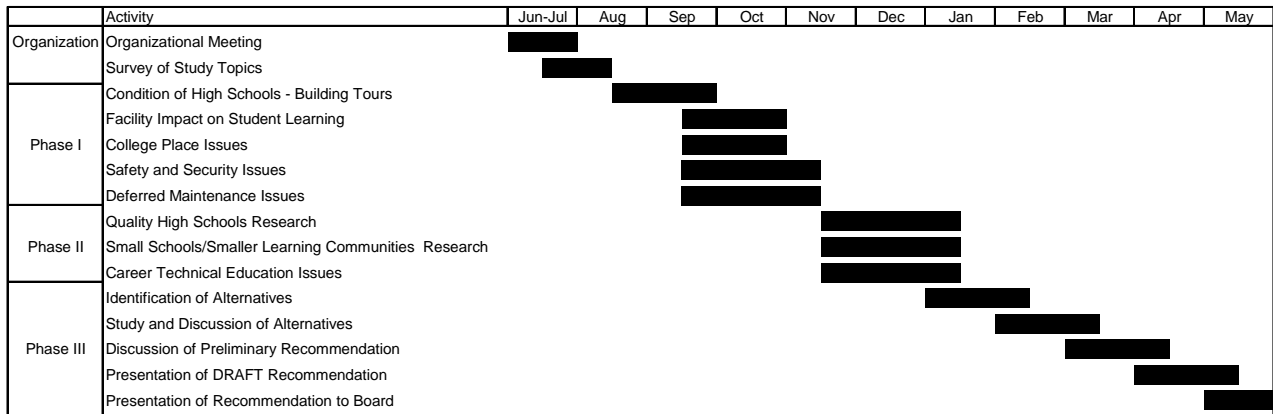 Activity Jun-Jul Aug Sep Oct Nov Dec Jan Feb Mar Apr May
Organization Organizational Meeting
Survey of Study Topics
Condition of High Schools - Building Tours
Facility Impact on Student Learning
Phase I College Place Issues
Safety and Security Issues
Deferred Maintenance Issues
Quality High Schools Research
Phase II Small Schools/Smaller Learning Communities  Research
Career Technical Education Issues
Identification of Alternatives
Study and Discussion of Alternatives
Phase III Discussion of Preliminary Recommendation
Presentation of DRAFT Recommendation
Presentation of Recommendation to Board